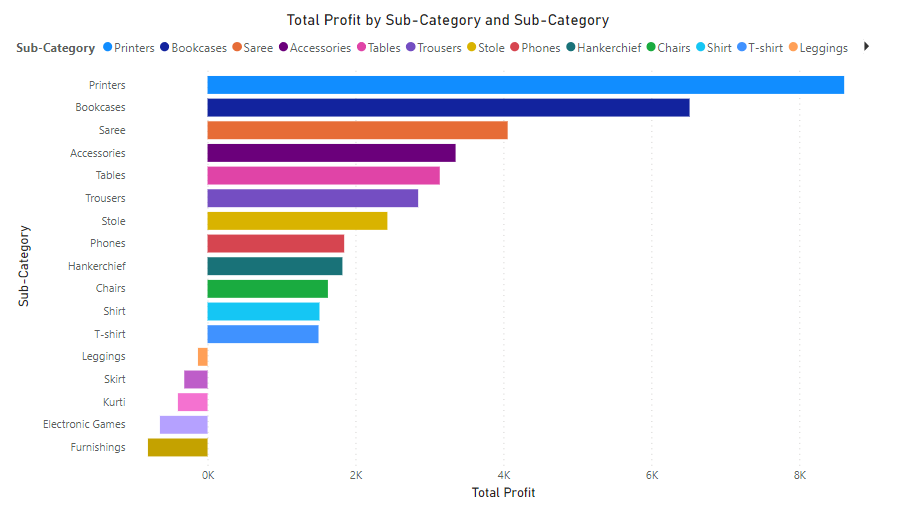 Total Profit by Sub-Category and Sub-Category
Sub-Category Printers Bookcases Saree Accessories Tables Trousers Stole Phones Hankerchief Chairs Shirt T-shirt Leggings
Printers
Bookcases
Saree
Accessories
Tables
Trousers
Stole
Phones
Hankerchief
Chairs
Shirt
T-shirt
Leggings
Skirt
Kurti
Electronic Games
Furnishings
Sub-Category
0K 2K 4K 6K 8K
Total Profit